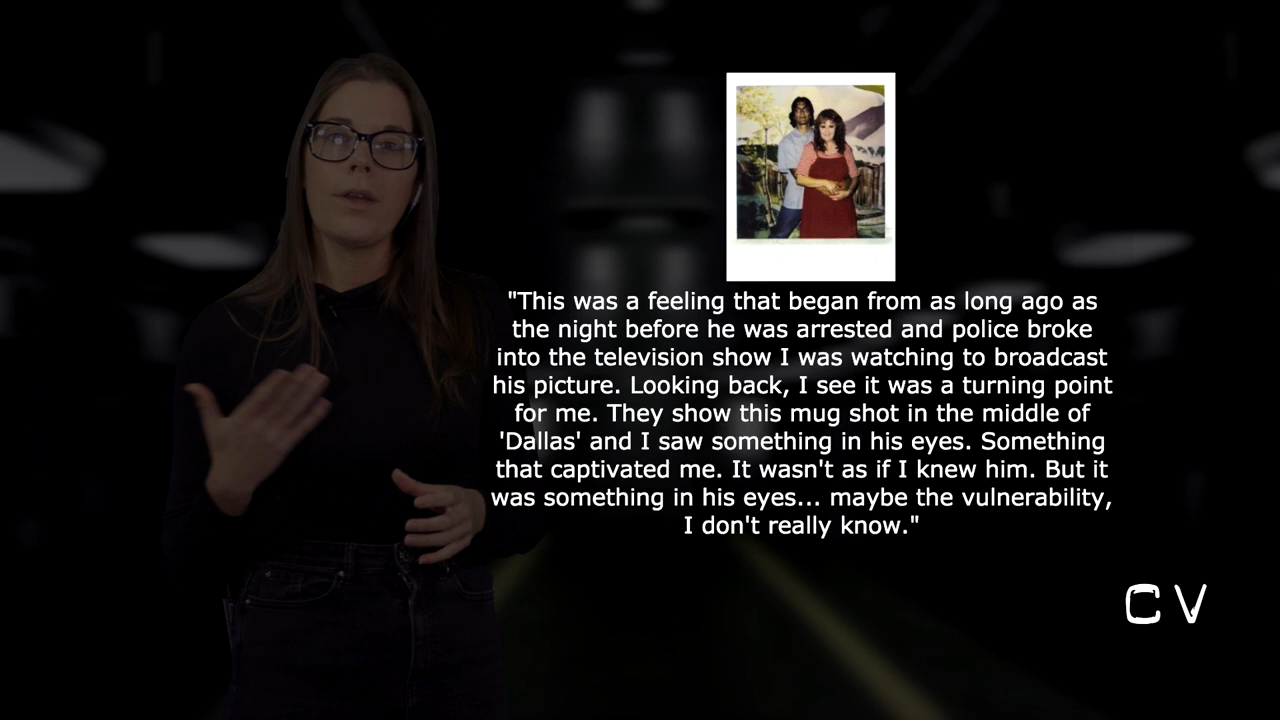 "This was a feeling that began from as long ago as
the night before he was arrested and police broke
into the television show I was watching to broadcast
his picture. Looking back, I see it was a turning point
for me. They show this mug shot in the middle of
'Dallas' and I saw something in his eyes. Something
that captivated me. It wasn't as if I knew him. But it
was something in his eyes... maybe the vulnerability,
I don't really know."
C V